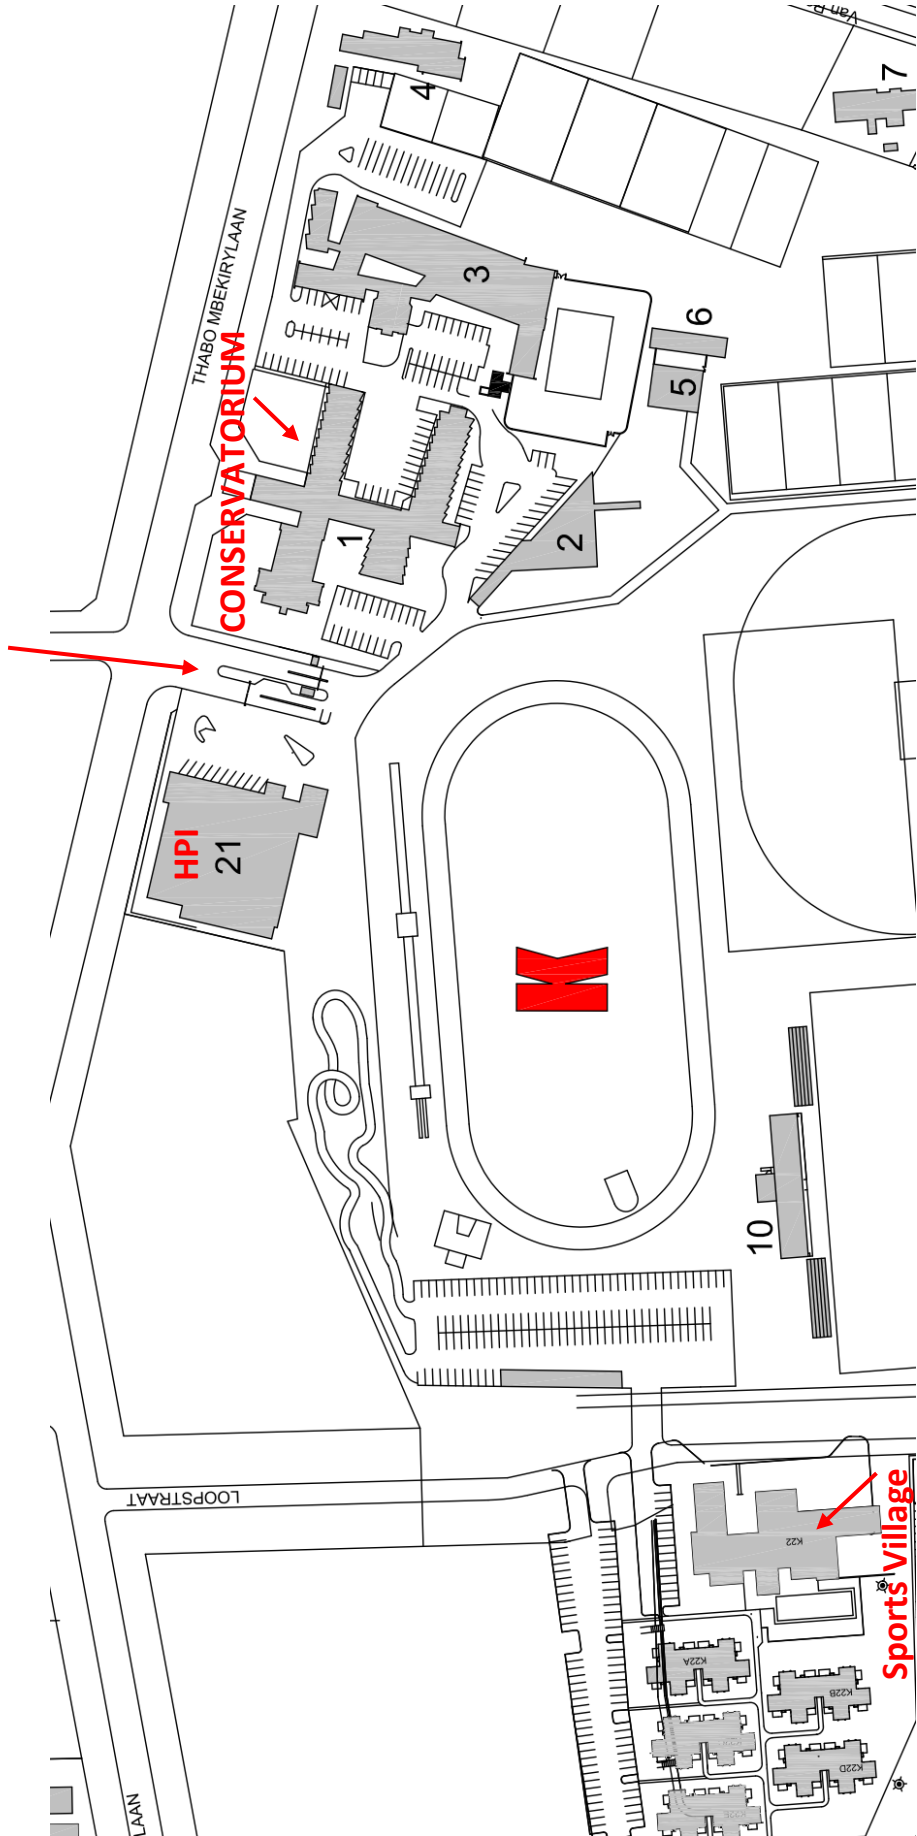 4
7
THABO MBEKIRYLAAN
3
6
5
CONSERVATORIUM
1
2
HPI
21
K
10
LOOPSTRAAT
K22
Sports Village
K22A
K22B
K22D
K22E
LAAN